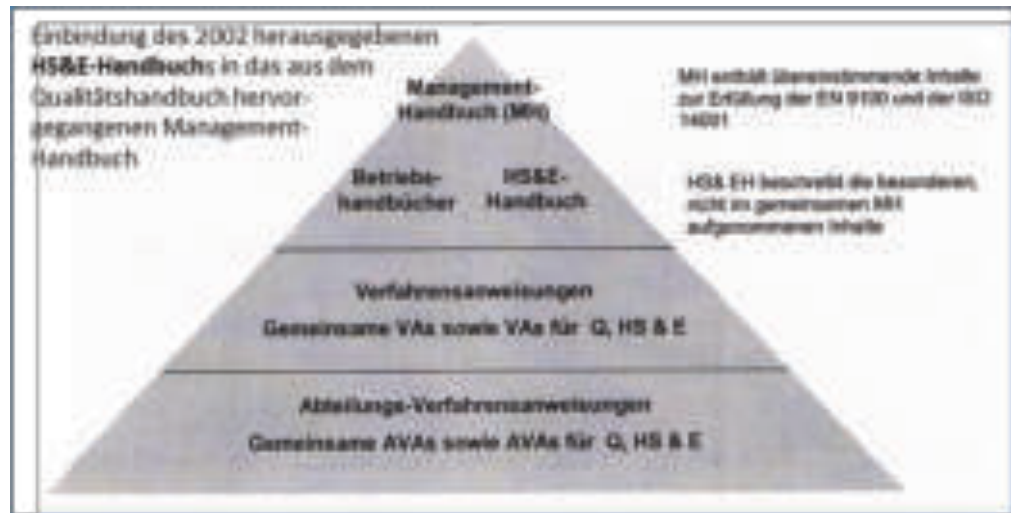 Einbindung des 2002 herausgegebenen
HS&E-Handbuchs in das aus dem
Qualitätshandbuch hervor-
gegangenen Management-
Handbuch
Management-
Handbuch (MH)
MH enthält übereinstimmende Inhalte
zur Erfüllung der EN 9100 und der ISO
14001
Betriebs-
handbücher
HS&E-
Handbuch
HS& EH beschreibt die besonderen,
nicht im gemeinsamen MH
aufgenommenen Inhalte
Verfahrensanweisungen
Gemeinsame VAs sowie VAs für Q, HS & E
Abteilungs-Verfahrensanweisungen
Gemeinsame AVAs sowie AVAs für Q, HS & E